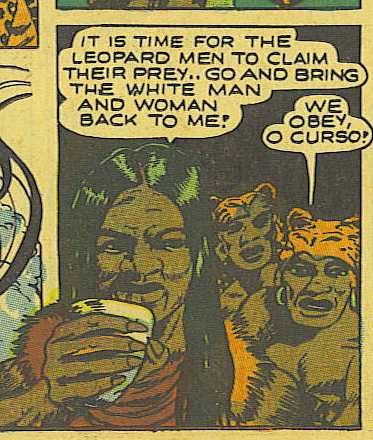 IT IS TIME FOR THE
LEOPARD MEN TO CLAIM
THEIR PREY.. GO AND BRING
THE WHITE MAN
AND WOMAN
BACK TO ME!
WE
OBEY,
O CURSO!